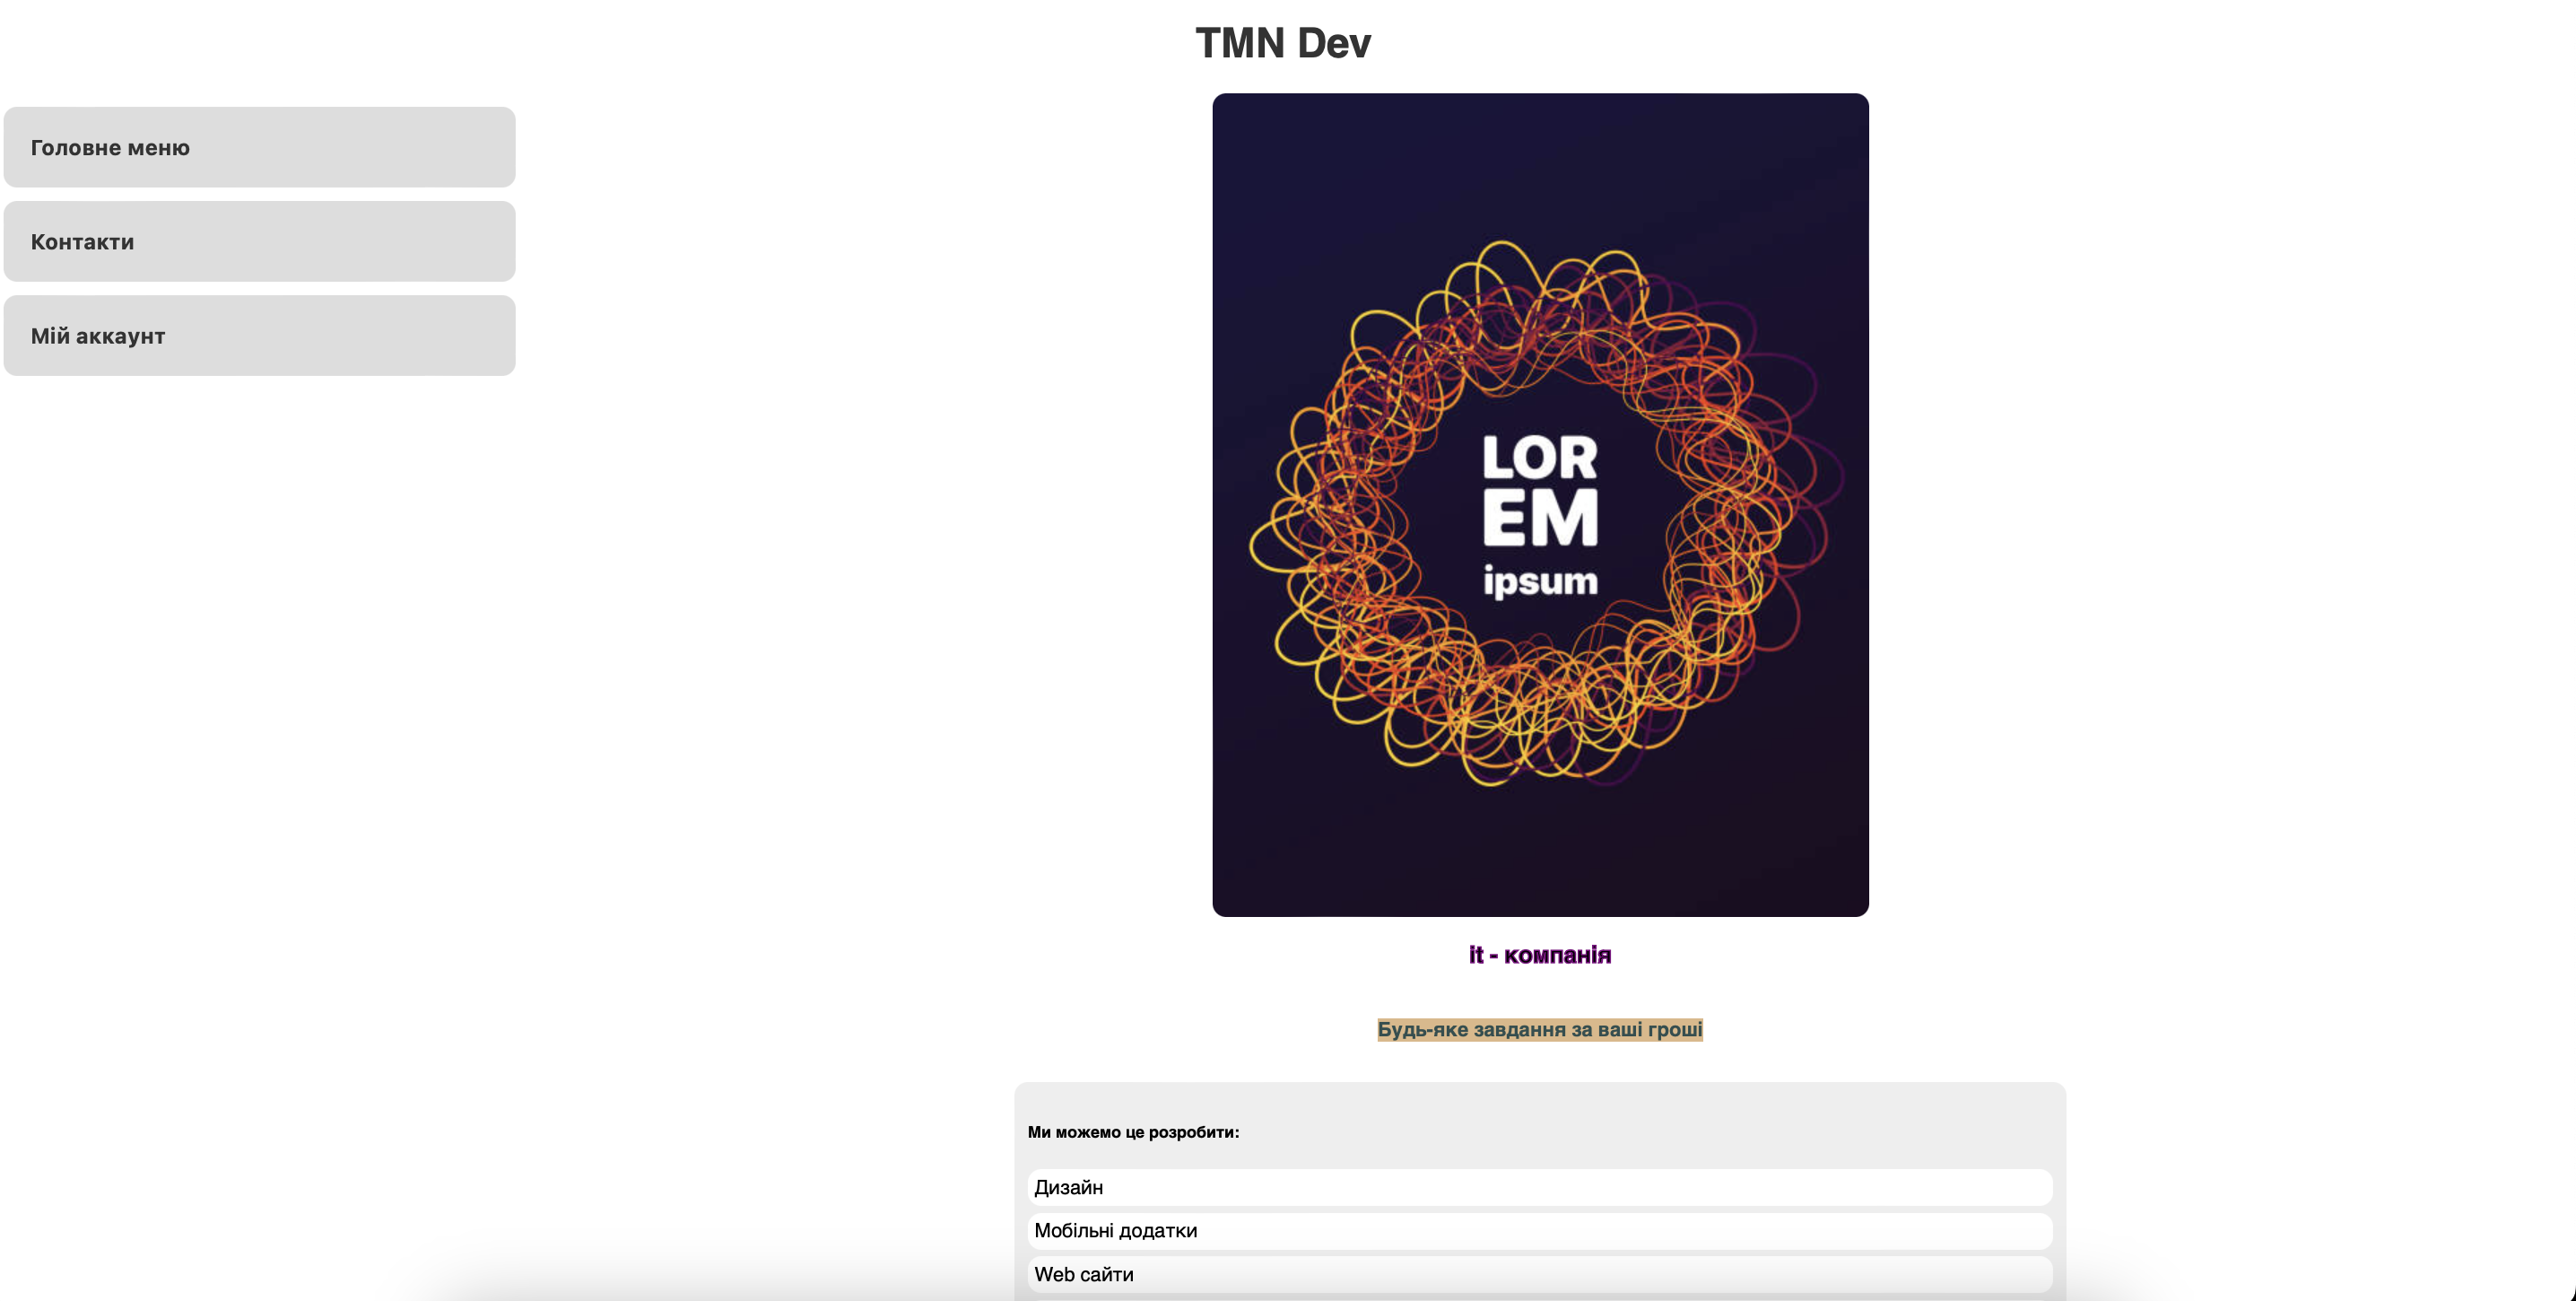 TMN Dev
Головне меню
Контакти
Мій аккаунт
LOR
EM
ipsum
it - компанія
Будь-яке завдання за ваші гроші
Ми можемо це розробити:
Дизайн
Мобільні додатки
Web сайти